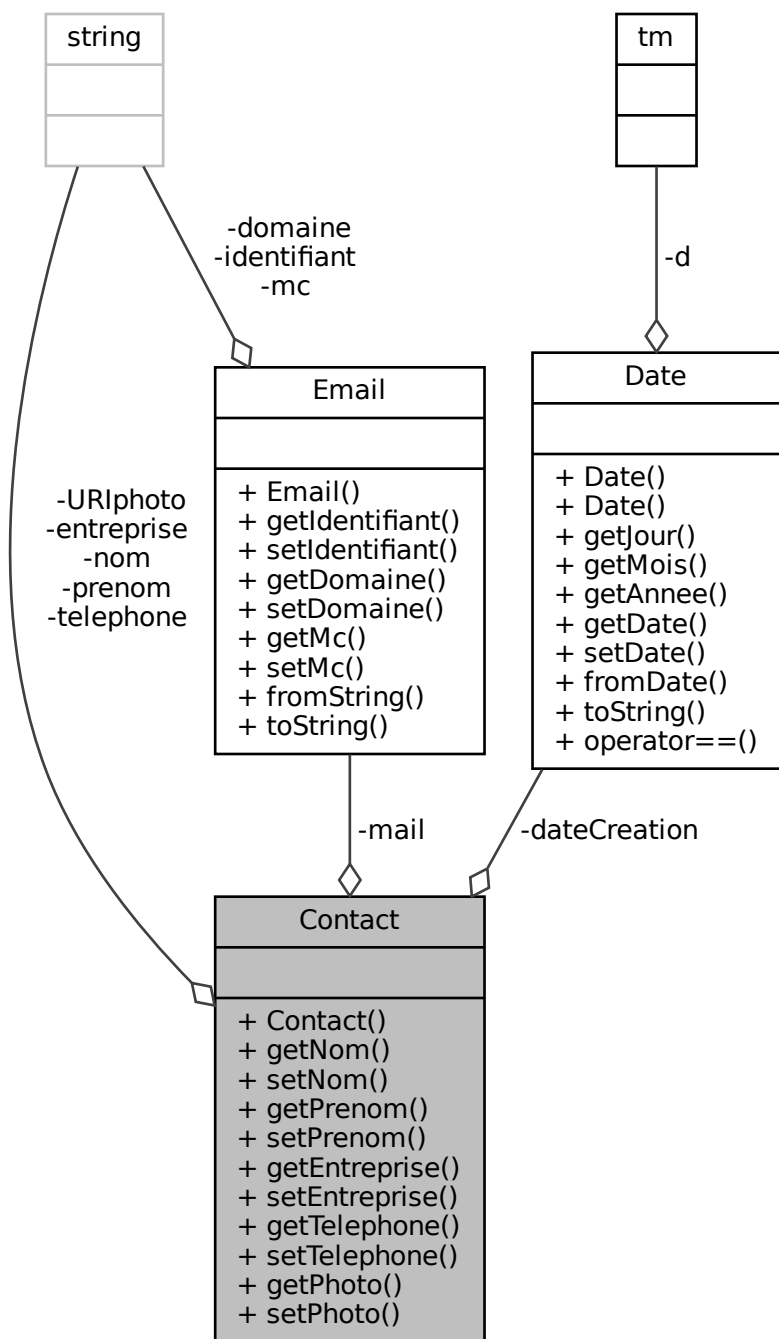 string
tm
-domaine
-identifiant
-mc
-d
Email
+ Email()
+ getIdentifiant()
+ setIdentifiant()
+ getDomaine()
+ setDomaine()
+ getMc()
+ setMc()
+ fromString()
+ toString()
Date
+ Date()
+ Date()
+ getJour()
+ getMois()
+ getAnnee()
+ getDate()
+ setDate()
+ fromDate()
+ toString()
+ operator==()
-URIphoto
-entreprise
-nom
-prenom
-telephone
-mail
-dateCreation
Contact
+ Contact()
+ getNom()
+ setNom()
+ getPrenom()
+ setPrenom()
+ getEntreprise()
+ setEntreprise()
+ getTelephone()
+ setTelephone()
+ getPhoto()
+ setPhoto()